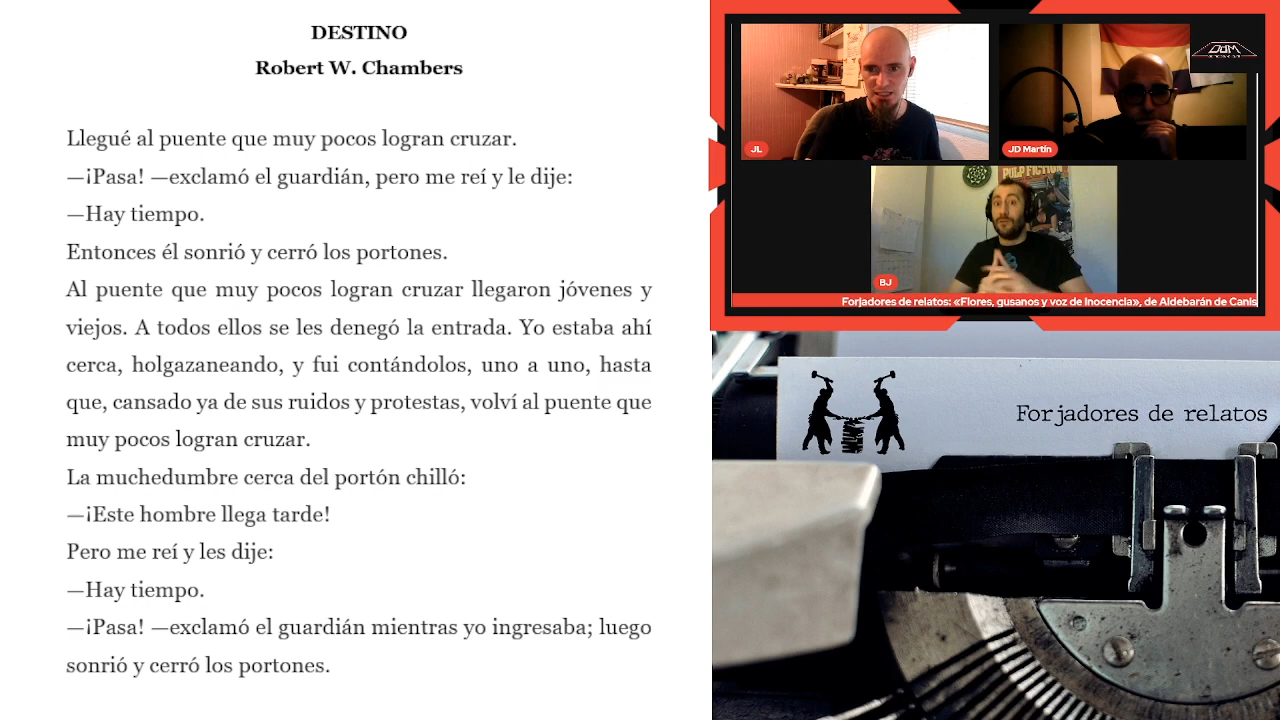 DESTINO
Robert W. Chambers
Llegué al puente que muy pocos logran cruzar.
—¡Pasa! —exclamó el guardián, pero me reí y le dije:
—Hay tiempo.
Entonces él sonrió y cerró los portones.
Al puente que muy pocos logran cruzar llegaron jóvenes y
viejos. A todos ellos se les denegó la entrada. Yo estaba ahí
cerca, holgazaneando, y fui contándolos, uno a uno, hasta
que, cansado ya de sus ruidos y protestas, volví al puente que
muy pocos logran cruzar.
La muchedumbre cerca del portón chilló:
—¡Este hombre llega tarde!
Pero me reí y les dije:
—Hay tiempo.
—¡Pasa! —exclamó el guardián mientras yo ingresaba; luego
sonrió y cerró los portones.
JL
JD Martín
PULP FICTION
BJ
Forjadores de relatos: «Flores, gusanos y voz de inocencia», de Aldebarán de Canis
Forjadores de relatos